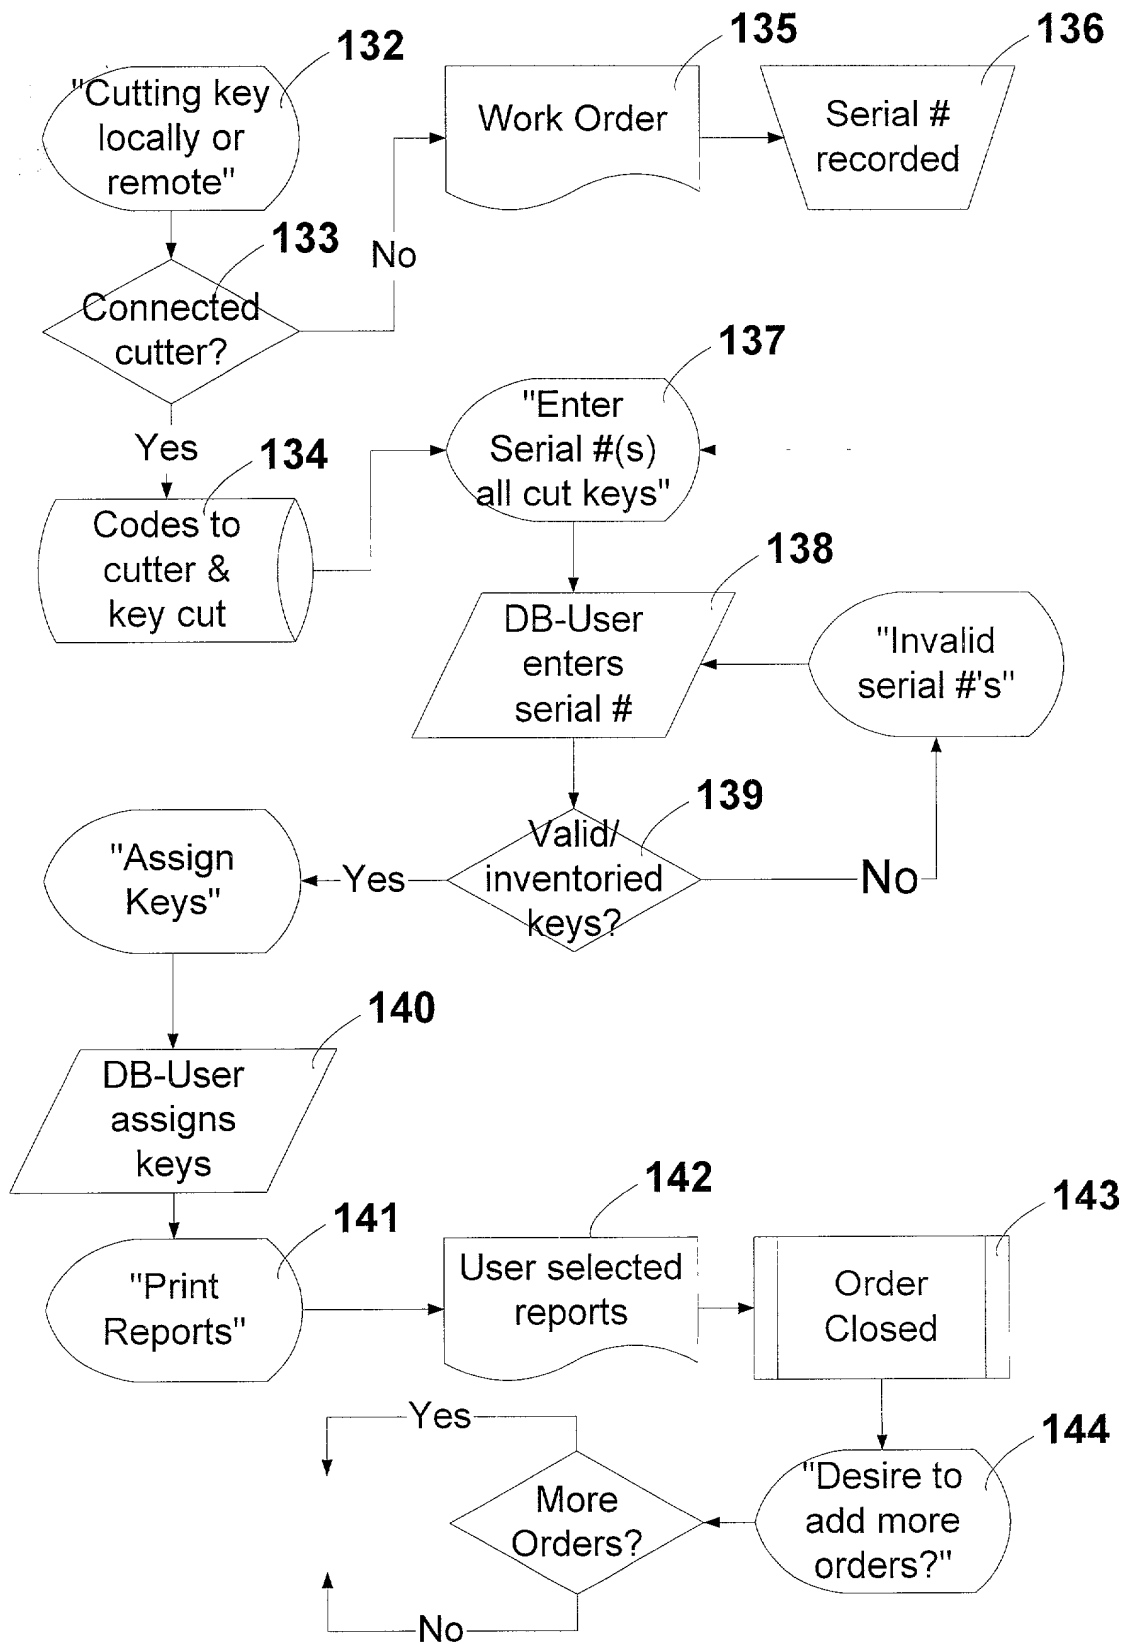 132
"Cutting key
locally or
remote"
135
Work Order
136
Serial #
recorded
133
Connected
cutter?
No
Yes
134
Codes to
cutter &
key cut
137
"Enter
Serial #(s)
all cut keys"
138
DB-User
enters
serial #
"Invalid
serial #'s"
139
Valid/
inventoried
keys?
No
Yes
"Assign
Keys"
140
DB-User
assigns
keys
141
"Print
Reports"
142
User selected
reports
143
Order
Closed
144
"Desire to
add more
orders?"
More
Orders?
Yes
No